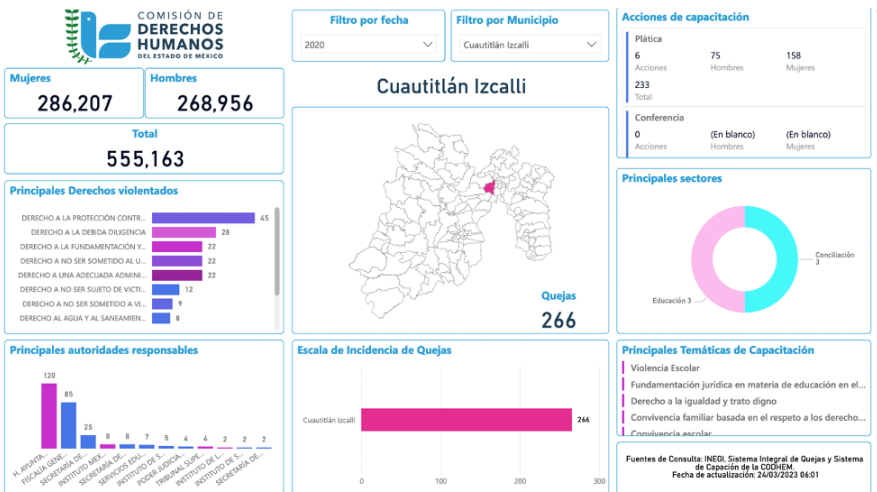 COMISIÓN DE
DERECHOS
HUMANOS
DEL ESTADO DE MÉXICO
Filtro por fecha
2020
Filtro por Municipio
Cuautitlán Izcalli
Mujeres
286,207
Hombres
268,956
Total
555,163
Cuautitlán Izcalli
Quejas
266
Acciones de capacitación
Plática
6 75 158
Acciones Hombres Mujeres
233
Total
Conferencia
0 (En blanco) (En blanco)
Acciones Hombres Mujeres
Principales Derechos violentados
DERECHO A LA PROTECCIÓN CONTR... 45
DERECHO A LA DEBIDA DILIGENCIA 28
DERECHO A LA FUNDAMENTACIÓN Y... 22
DERECHO A NO SER SOMETIDO AL U... 22
DERECHO A UNA ADECUADA ADMINI... 22
DERECHO A NO SER SUJETO DE VICTI... 12
DERECHO A NO SER SOMETIDO A VI... 9
DERECHO AL AGUA Y AL SANEAMIEN... 8
Principales sectores
Conciliación
3
Educación 3
Principales autoridades responsables
120
85
25
8
8
7
5
4
4
2
2
2
H. AYUNTA...
FISCALÍA GENE...
SECRETARÍA DE...
INSTITUTO MEX...
SECRETARÍA DE...
SERVICIOS EDU...
INSTITUTO DE S...
PODER JUDICIA...
TRIBUNAL SUPE...
INSTITUTO DE L...
INSTITUTO DE S...
SECRETARÍA DE...
Escala de Incidencia de Quejas
Cuautitlán Izcalli 266
0 100 200 300
Principales Temáticas de Capacitación
Violencia Escolar
Fundamentación jurídica en materia de educación en el...
Derecho a la igualdad y trato digno
Convivencia familiar basada en el respeto a los derecho...
Convivencia escolar
Fuentes de Consulta: INEGI, Sistema Integral de Quejas y Sistema
de Capación de la CODHEM.
Fecha de actualización: 24/03/2023 06:01